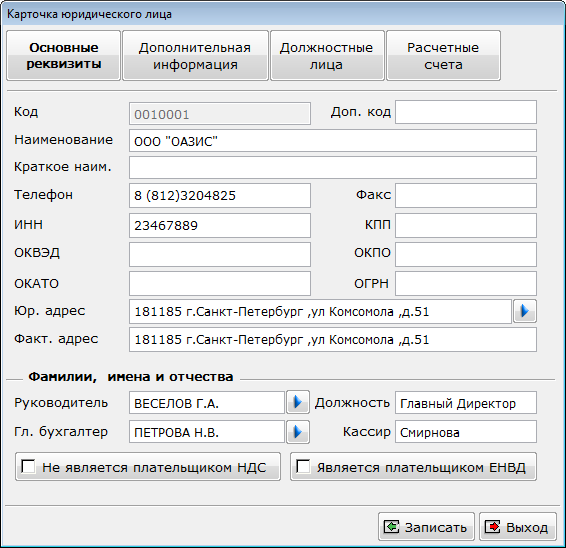 Карточка юридического лица
Основные реквизиты
Дополнительная информация
Должностные лица
Расчетные счета
Код 0010001 Доп. код
Наименование ООО "ОАЗИС"
Краткое наим.
Телефон 8 (812)3204825 Факс
ИНН 23467889 КПП
ОКВЭД ОКПО
ОКАТО ОГРН
Юр. адрес 181185 г.Санкт-Петербург ,ул Комсомола ,д.51
Факт. адрес 181185 г.Санкт-Петербург ,ул Комсомола ,д.51
Фамилии, имена и отчества
Руководитель ВЕСЕЛОВ Г.А. Должность Главный Директор
Гл. бухгалтер ПЕТРОВА Н.В. Кассир Смирнова
Не является плательщиком НДС Является плательщиком ЕНВД
Записать Выход